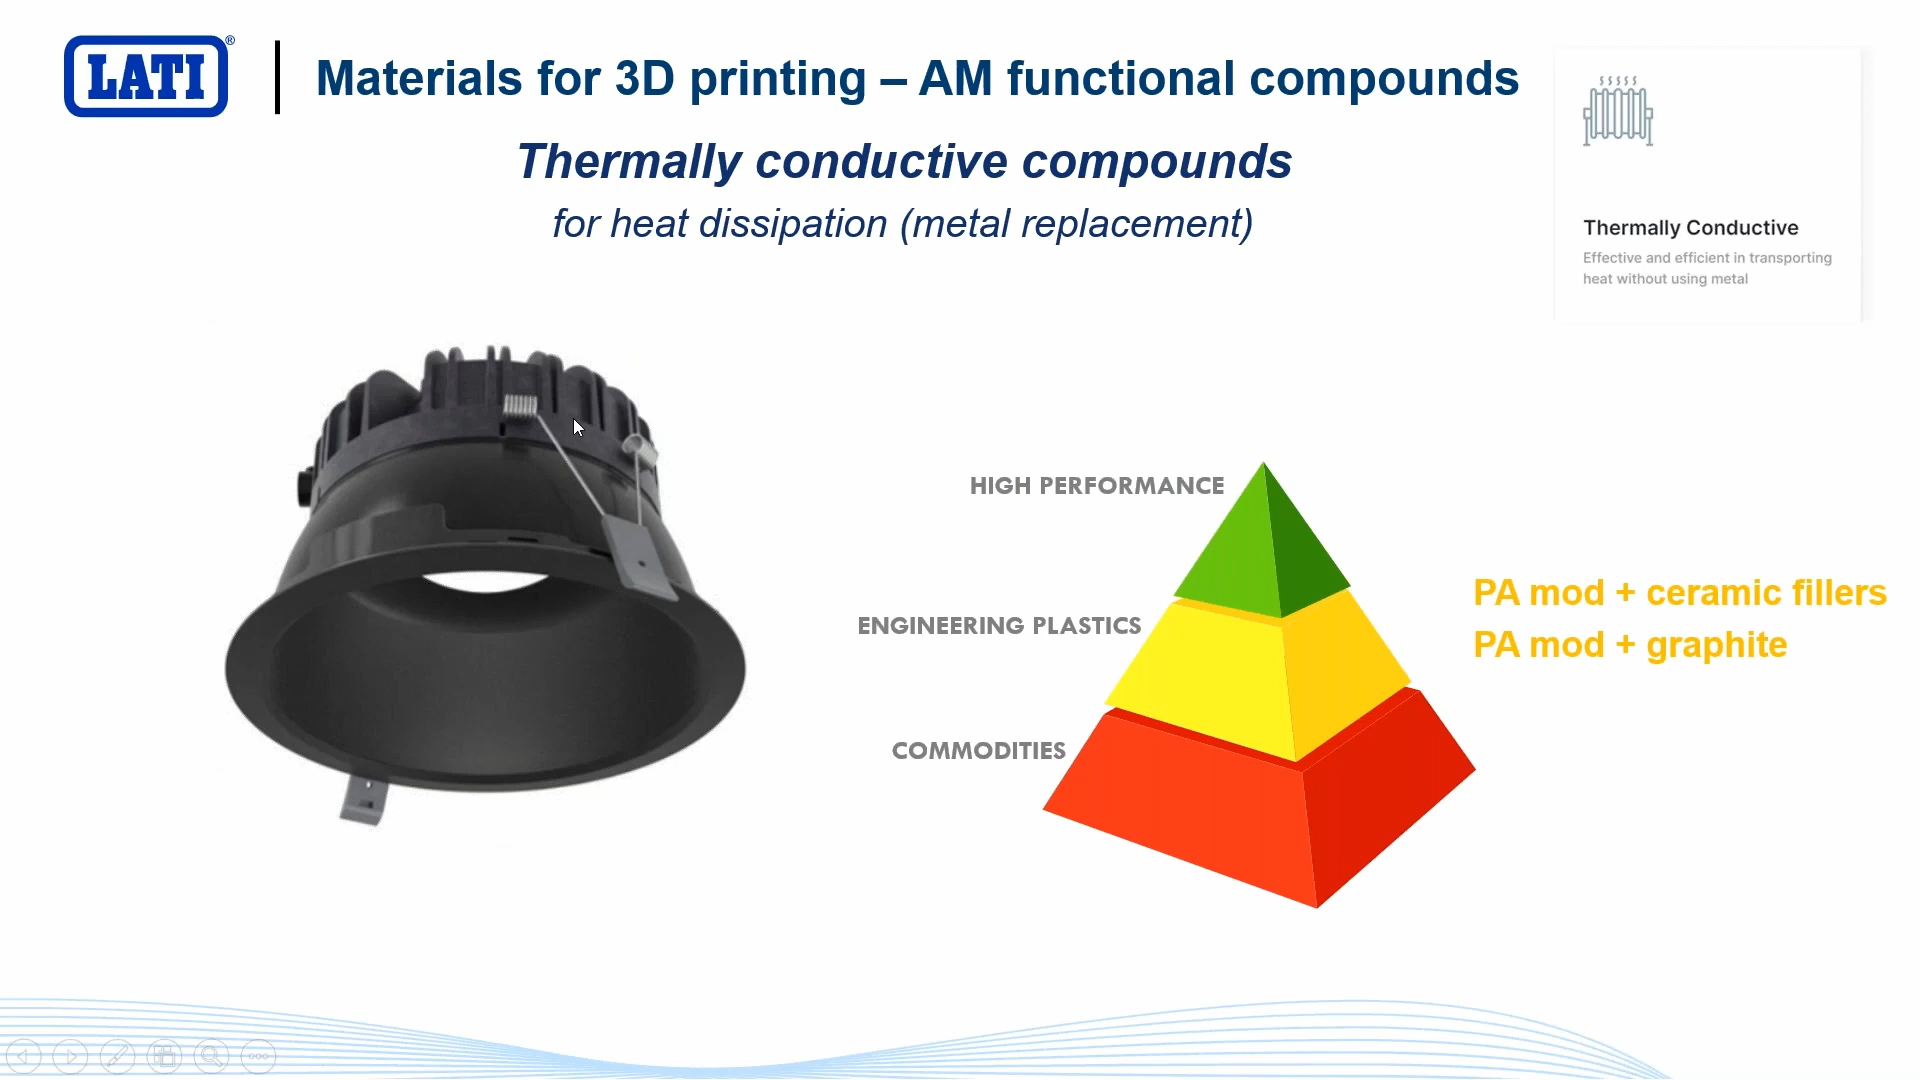 LATI®
Materials for 3D printing – AM functional compounds
Thermally conductive compounds
for heat dissipation (metal replacement)
Thermally Conductive
Effective and efficient in transporting
heat without using metal
HIGH PERFORMANCE
ENGINEERING PLASTICS
COMMODITIES
PA mod + ceramic fillers
PA mod + graphite